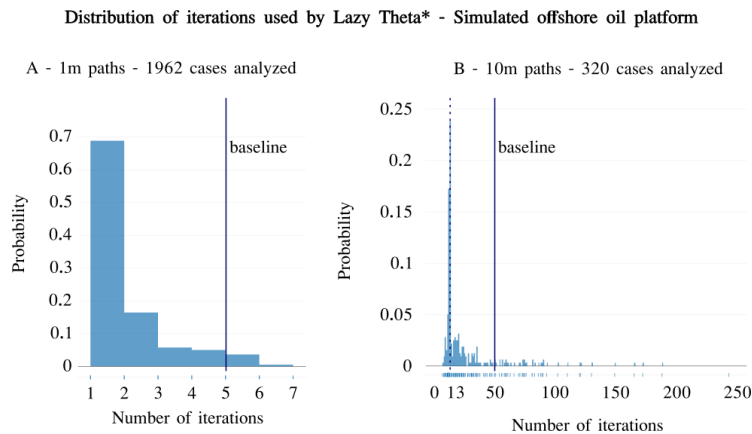 Distribution of iterations used by Lazy Theta* - Simulated offshore oil platform
A - 1m paths - 1962 cases analyzed
0.7
0.6
0.5
0.4
0.3
0.2
0.1
0
Probability
baseline
1 2 3 4 5 6 7
Number of iterations
B - 10m paths - 320 cases analyzed
0.25
0.2
0.15
0.1
0.05
0
Probability
baseline
0 13 50 100 150 200 250
Number of iterations